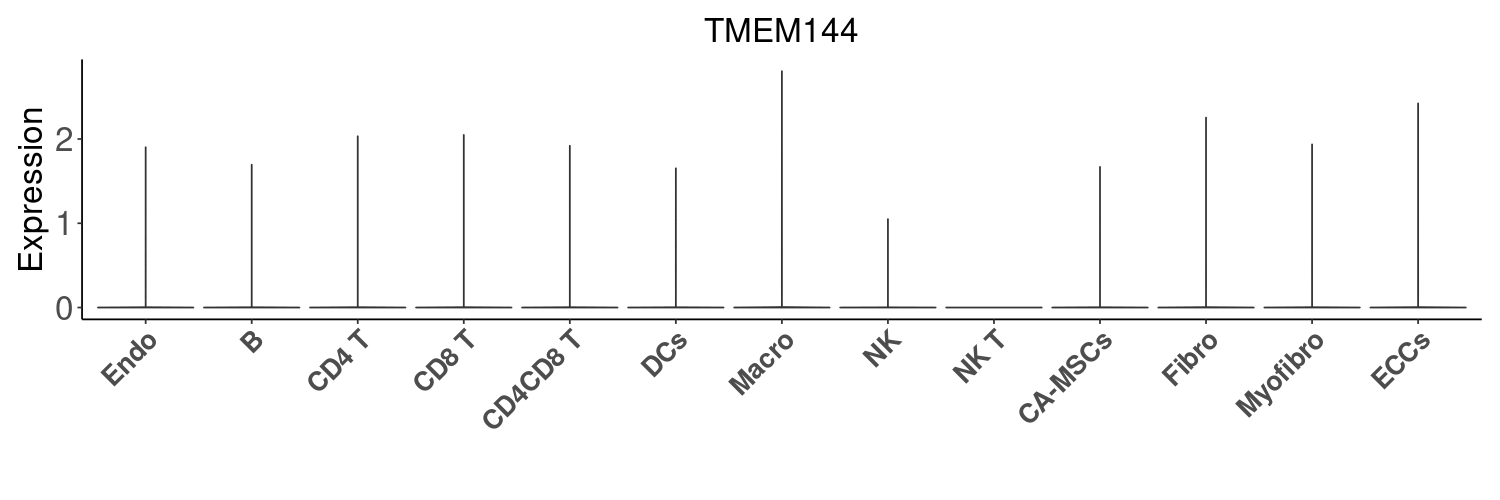 TMEM144
Expression
2
1
0
Endo
B
CD4 T
CD8 T
CD4CD8 T
DCs
Macro
NK
NK T
CA-MSCs
Fibro
Myofibro
ECCs